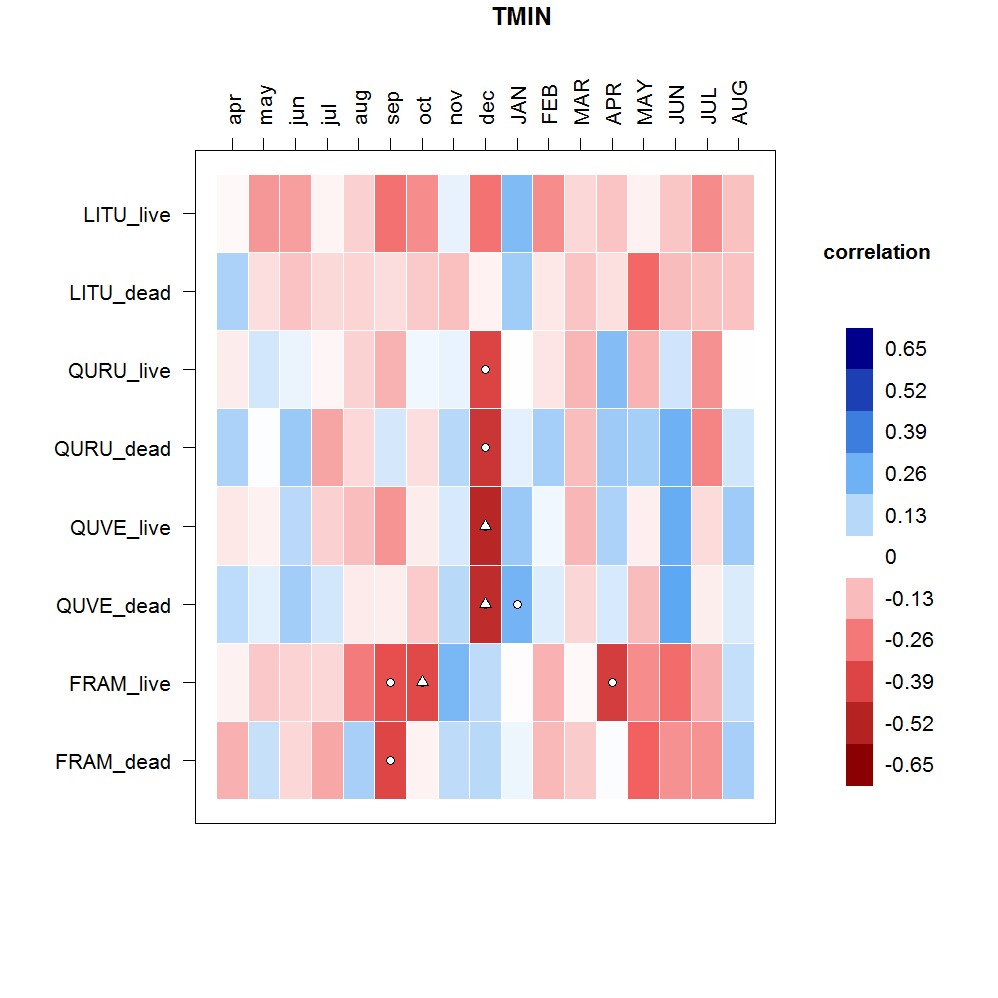 TMIN
apr may jun jul aug sep oct nov dec JAN FEB MAR APR MAY JUN JUL AUG
LITU_live
LITU_dead
QURU_live
QURU_dead
QUVE_live
QUVE_dead
FRAM_live
FRAM_dead
correlation
0.65
0.52
0.39
0.26
0.13
0
-0.13
-0.26
-0.39
-0.52
-0.65